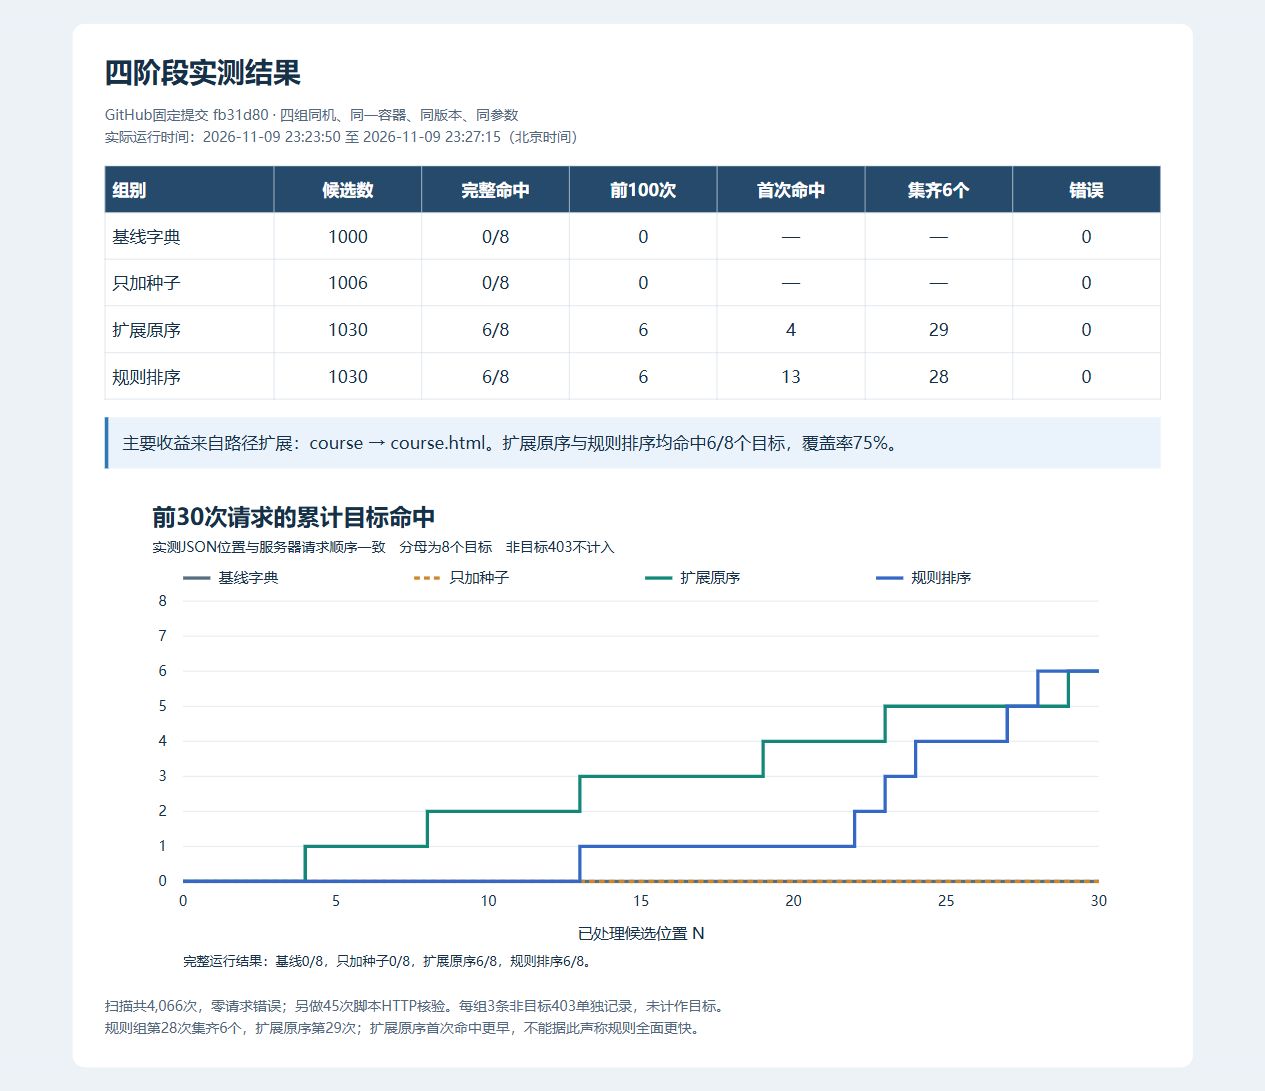 四阶段实测结果
GitHub固定提交 fb31d80 · 四组同机、同一容器、同版本、同参数
实际运行时间：2026-11-09 23:23:50 至 2026-11-09 23:27:15（北京时间）
组别 候选数 完整命中 前100次 首次命中 集齐6个 错误
基线字典 1000 0/8 0 — — 0
只加种子 1006 0/8 0 — — 0
扩展原序 1030 6/8 6 4 29 0
规则排序 1030 6/8 6 13 28 0
主要收益来自路径扩展：course → course.html。扩展原序与规则排序均命中6/8个目标，覆盖率75%。
前30次请求的累计目标命中
实测JSON位置与服务器请求顺序一致 分母为8个目标 非目标403不计入
基线字典 只加种子 扩展原序 规则排序
8
7
6
5
4
3
2
1
0
0 5 10 15 20 25 30
已处理候选位置 N
完整运行结果：基线0/8，只加种子0/8，扩展原序6/8，规则排序6/8。
扫描共4,066次，零请求错误；另做45次脚本HTTP核验。每组3条非目标403单独记录，未计作目标。
规则组第28次集齐6个，扩展原序第29次；扩展原序首次命中更早，不能据此声称规则全面更快。